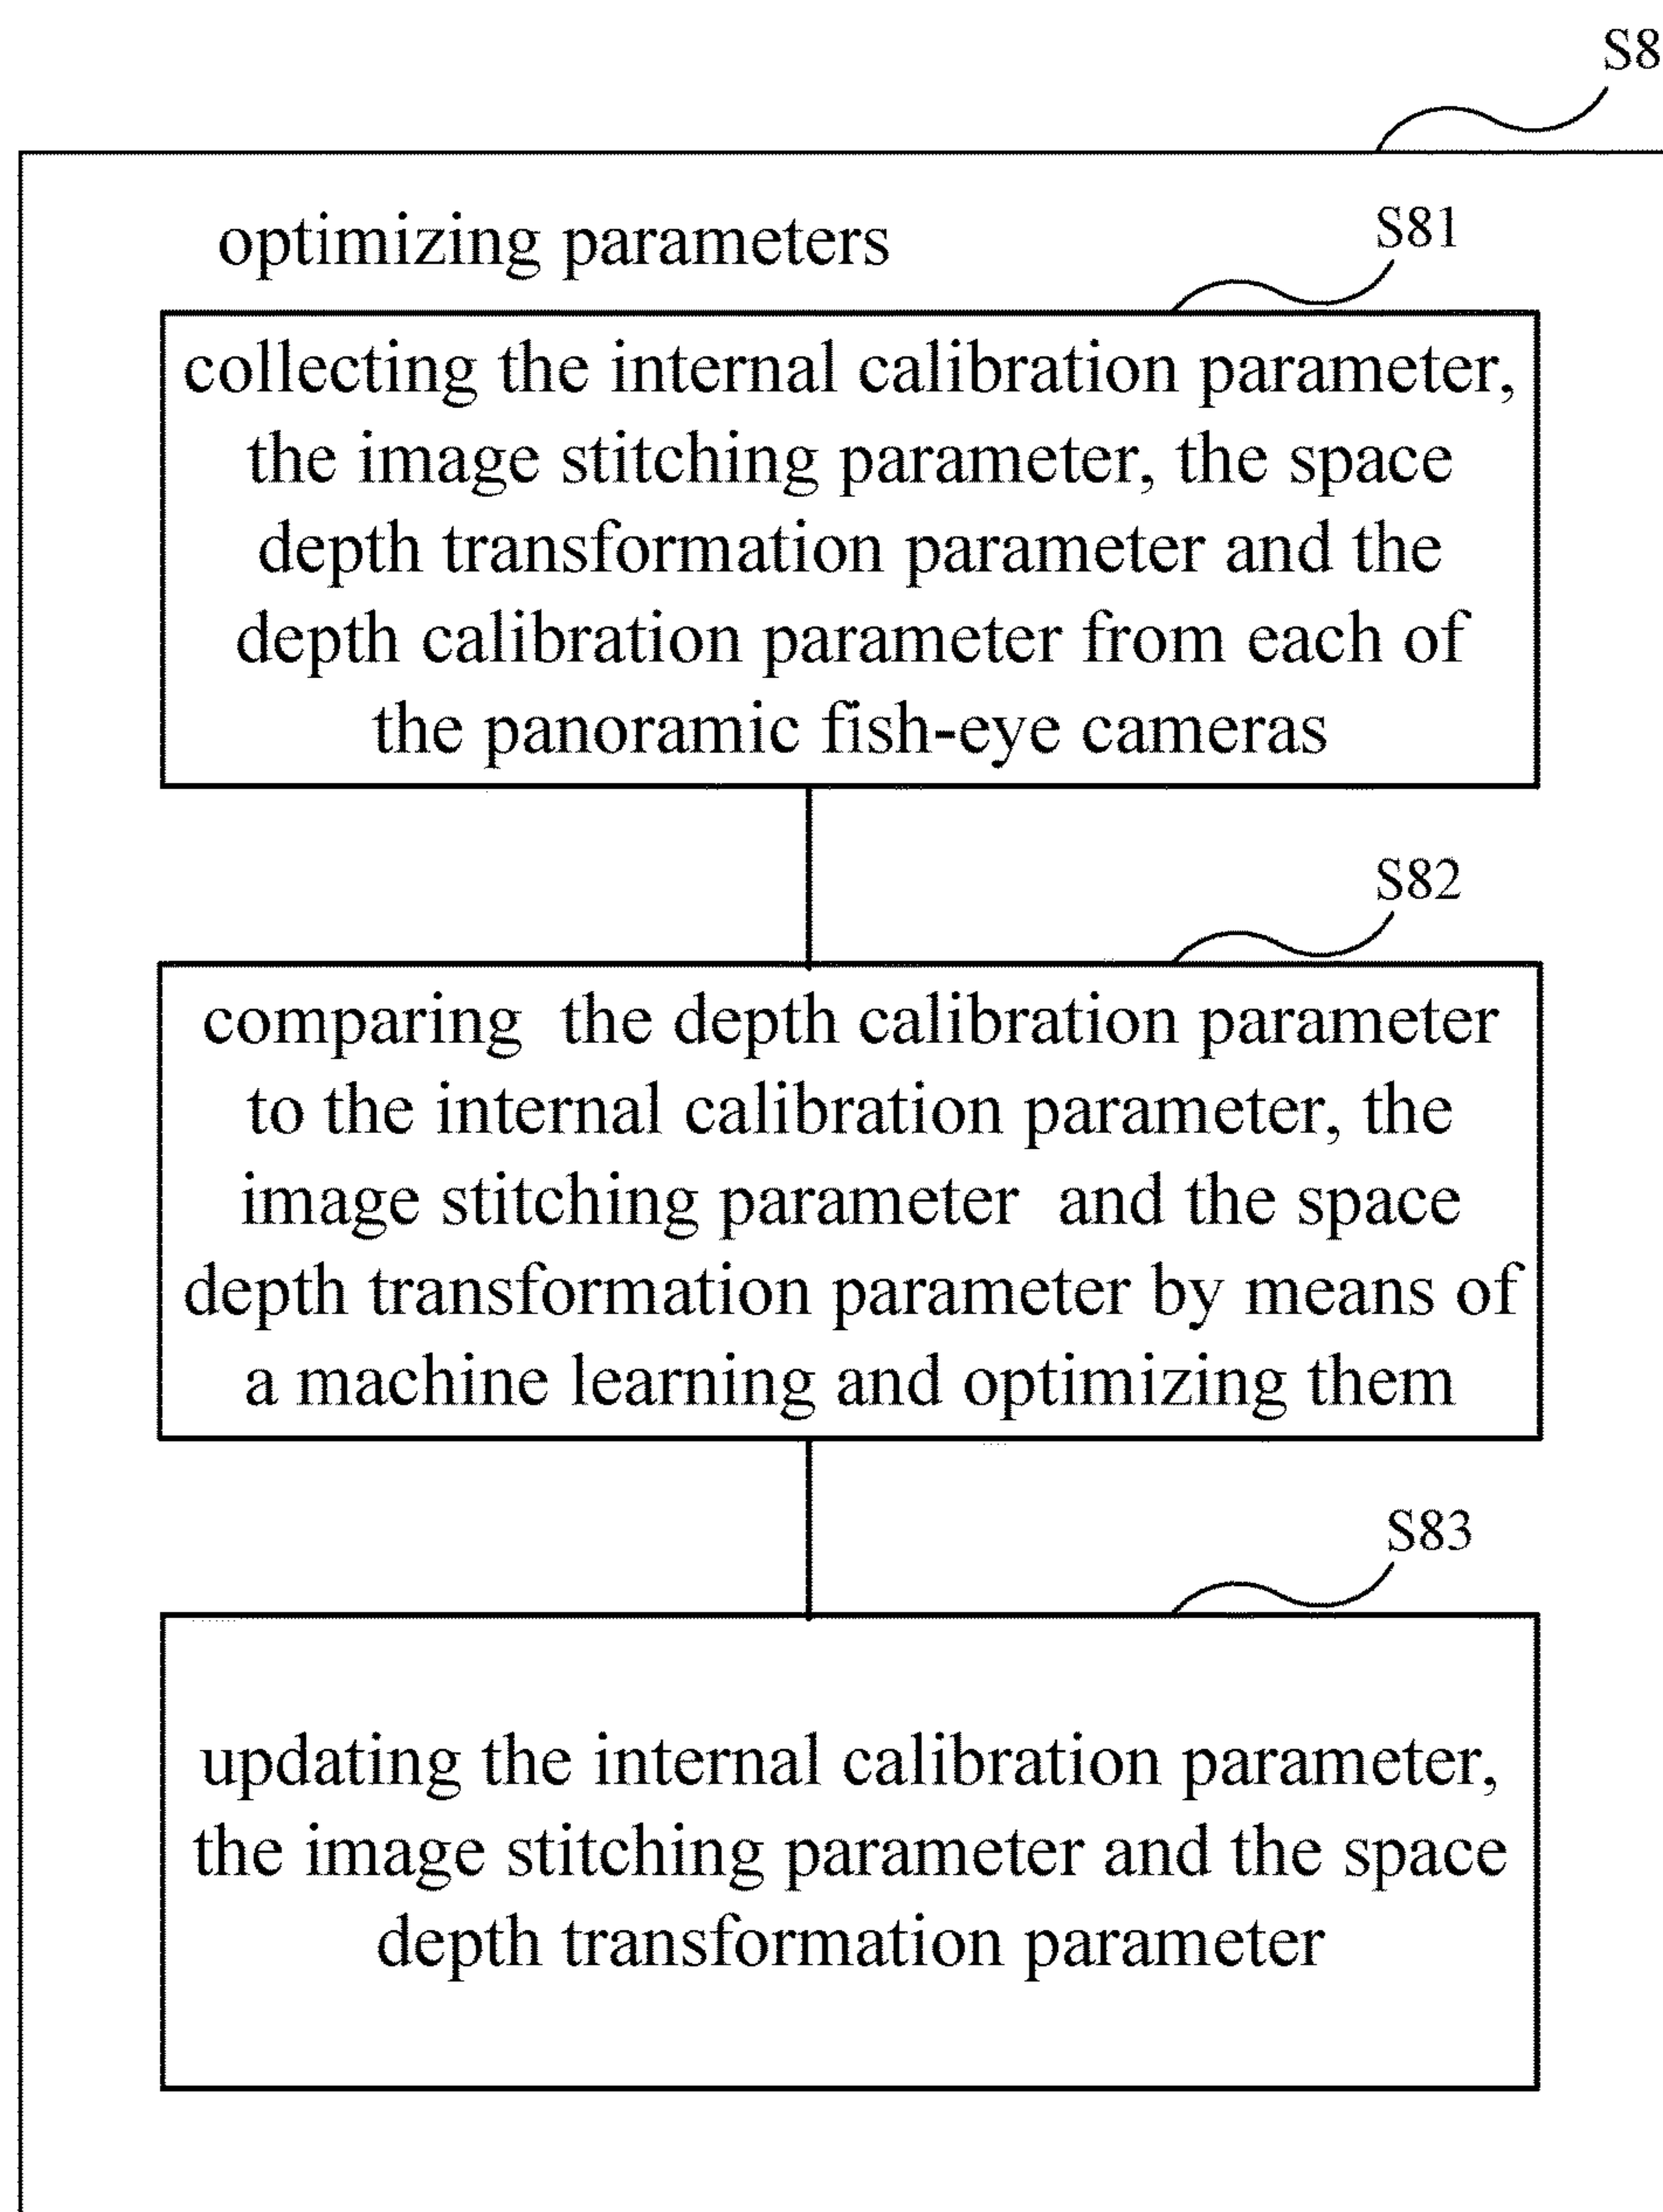 S8
optimizing parameters
S81
collecting the internal calibration parameter,
the image stitching parameter, the space
depth transformation parameter and the
depth calibration parameter from each of
the panoramic fish-eye cameras
S82
comparing the depth calibration parameter
to the internal calibration parameter, the
image stitching parameter and the space
depth transformation parameter by means of
a machine learning and optimizing them
S83
updating the internal calibration parameter,
the image stitching parameter and the space
depth transformation parameter